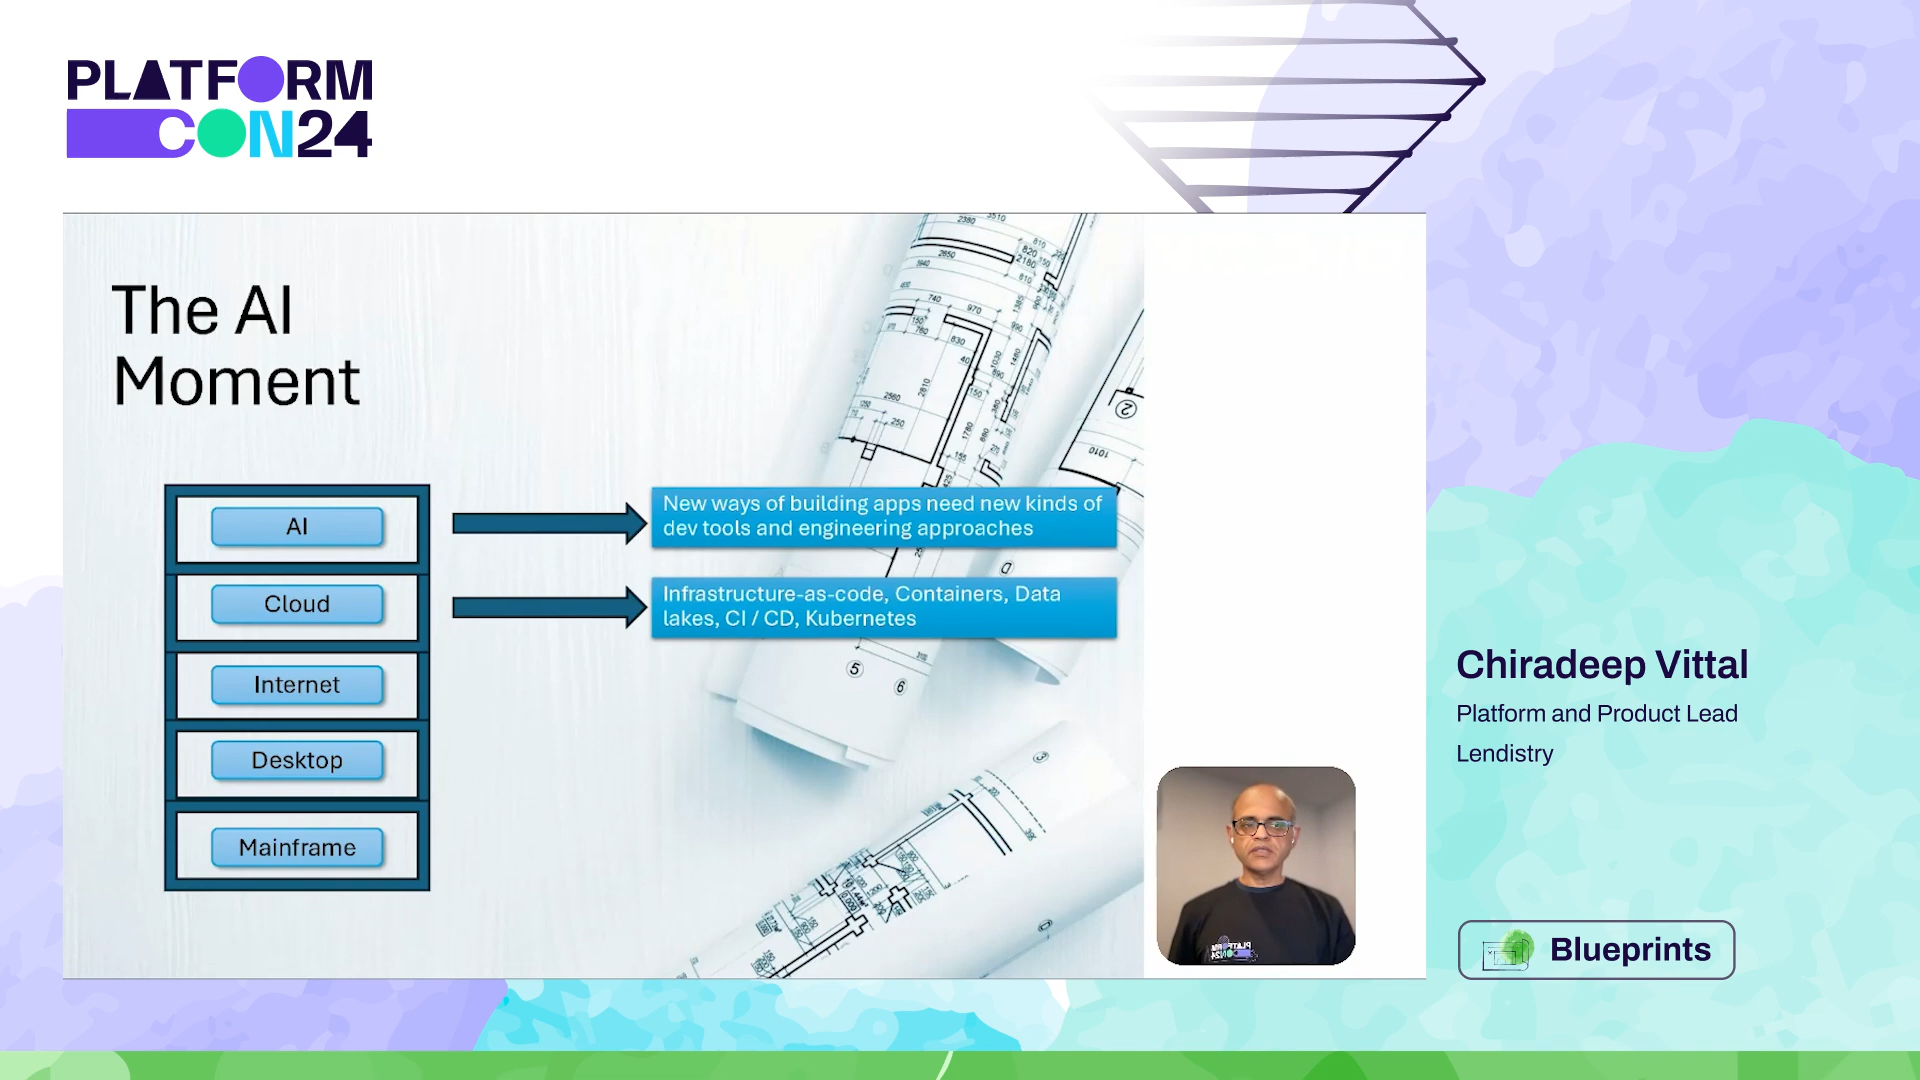 PLATFORM
CON24
The AI
Moment
AI
New ways of building apps need new kinds of
dev tools and engineering approaches
Cloud
Infrastructure-as-code, Containers, Data
lakes, CI / CD, Kubernetes
Internet
Desktop
Mainframe
Chiradeep Vittal
Platform and Product Lead
Lendistry
Blueprints